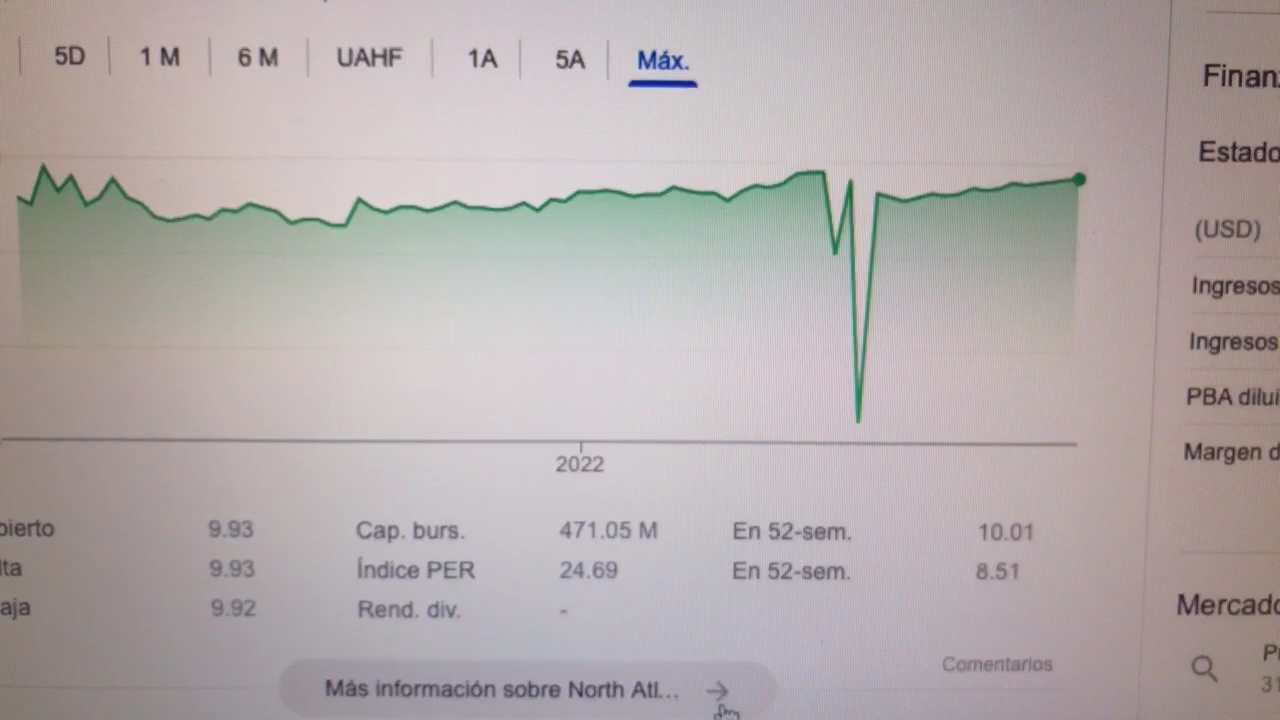 5D 1 M 6 M UAHF 1A 5A Máx.
2022
bierto 9.93 Cap. burs. 471.05 M En 52-sem. 10.01
lta 9.93 Índice PER 24.69 En 52-sem. 8.51
aja 9.92 Rend. div. -
Comentarios
Más información sobre North Atl... →
Finanz
Estado
(USD)
Ingresos
Ingresos
PBA dilui
Margen d
Mercado
31